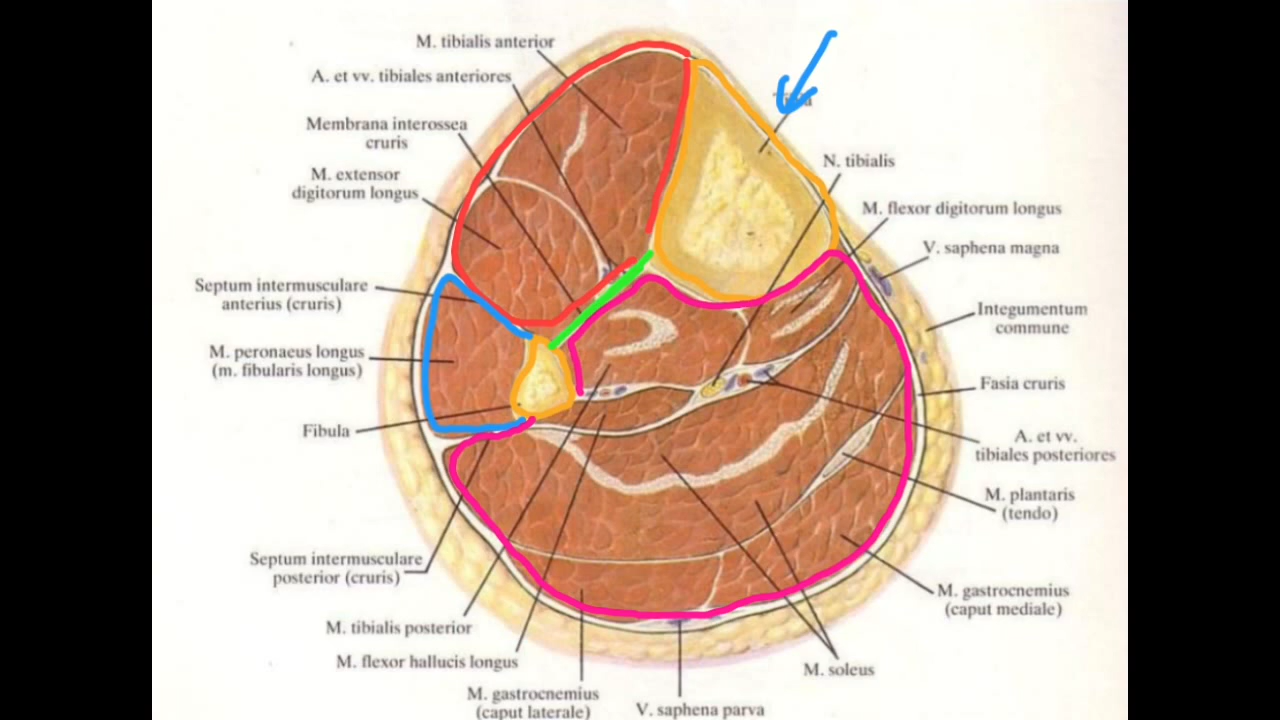 M. tibialis anterior
A. et vv. tibiales anteriores
Membrana interossea
cruris
M. extensor
digitorum longus
Septum intermusculare
anterius (cruris)
M. peronaeus longus
(m. fibularis longus)
Fibula
Septum intermusculare
posterior (cruris)
M. tibialis posterior
M. flexor hallucis longus
M. gastrocnemius
(caput laterale)
V. saphena parva
M. soleus
M. gastrocnemius
(caput mediale)
M. plantaris
(tendo)
A. et vv.
tibiales posteriores
Fasia cruris
Integumentum
commune
V. saphena magna
M. flexor digitorum longus
N. tibialis